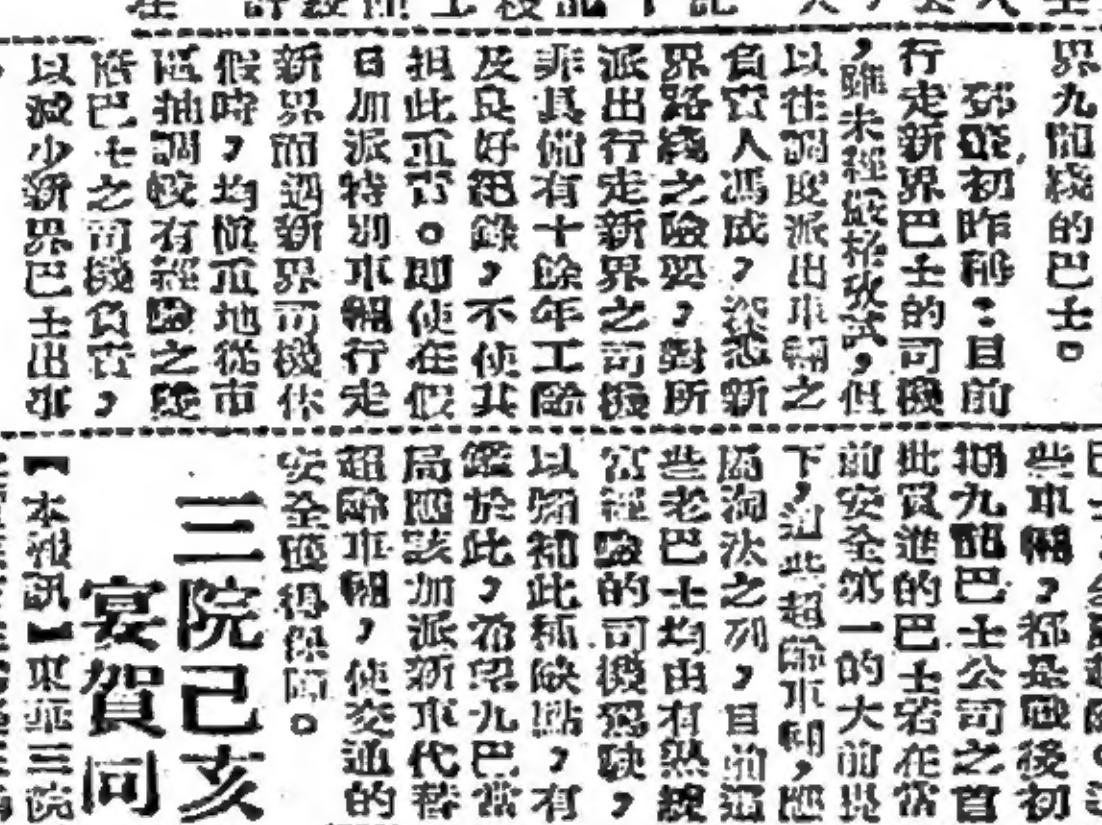 界九龍綫的巴士。
鄧盛初昨稱：目前
行走新界巴士的司機
，雖未經嚴格攷試，但
以往調度派出車輛之
負責人馮成，深悉新
界路綫之險要，對所
派出行走新界之司機
非具備有十餘年工齡
及良好紀錄，不使其
担此重責。即使在假
日加派特別車輛行走
新界而遇新界司機休
假時，均愼重地從市
區抽調較有經驗之雙
層巴士之司機負責，
以減少新界巴士出事
些車輛，都是戰後初
期九龍巴士公司之首
批買進的巴士若在當
前安全第一的大前提
下，這些超齡車輛，應
屬淘汰之列，目前這
些老巴士均由有熟練
富經驗的司機駕駛，
以彌補此種缺點，有
鑑於此，希望九巴當
局應該加派新車代替
超齡車輛，使交通的
安全獲得保障。
三院己亥
宴賀同
【本報訊】東華三院